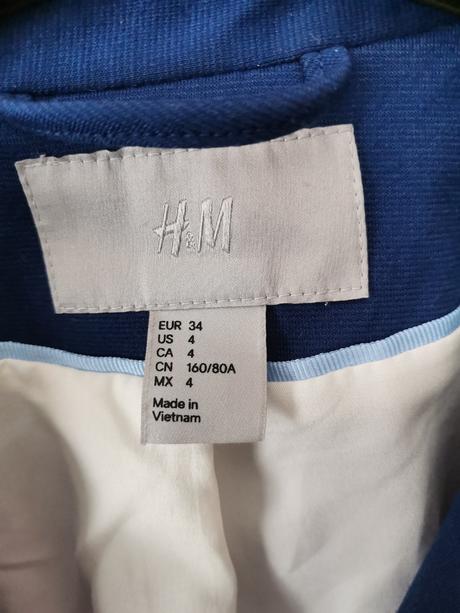 H&M
EUR 34
US 4
CA 4
CN 160/80A
MX 4
Made in
Vietnam